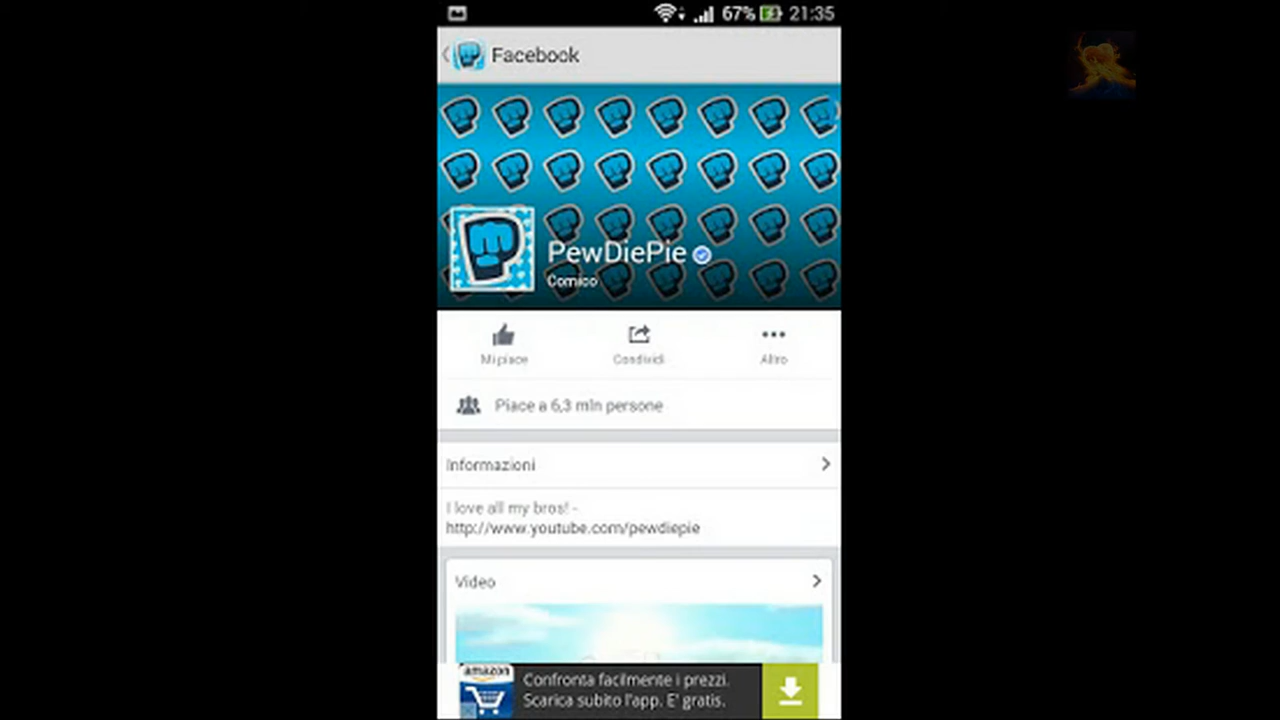 67% 21:35
Facebook
PewDiePie
Comico
Mi piace Condividi Altro
Piace a 6,3 mln persone
Informazioni
I love all my bros! -
http://www.youtube.com/pewdiepie
Video
amazon
Confronta facilmente i prezzi.
Scarica subito l'app. E' gratis.